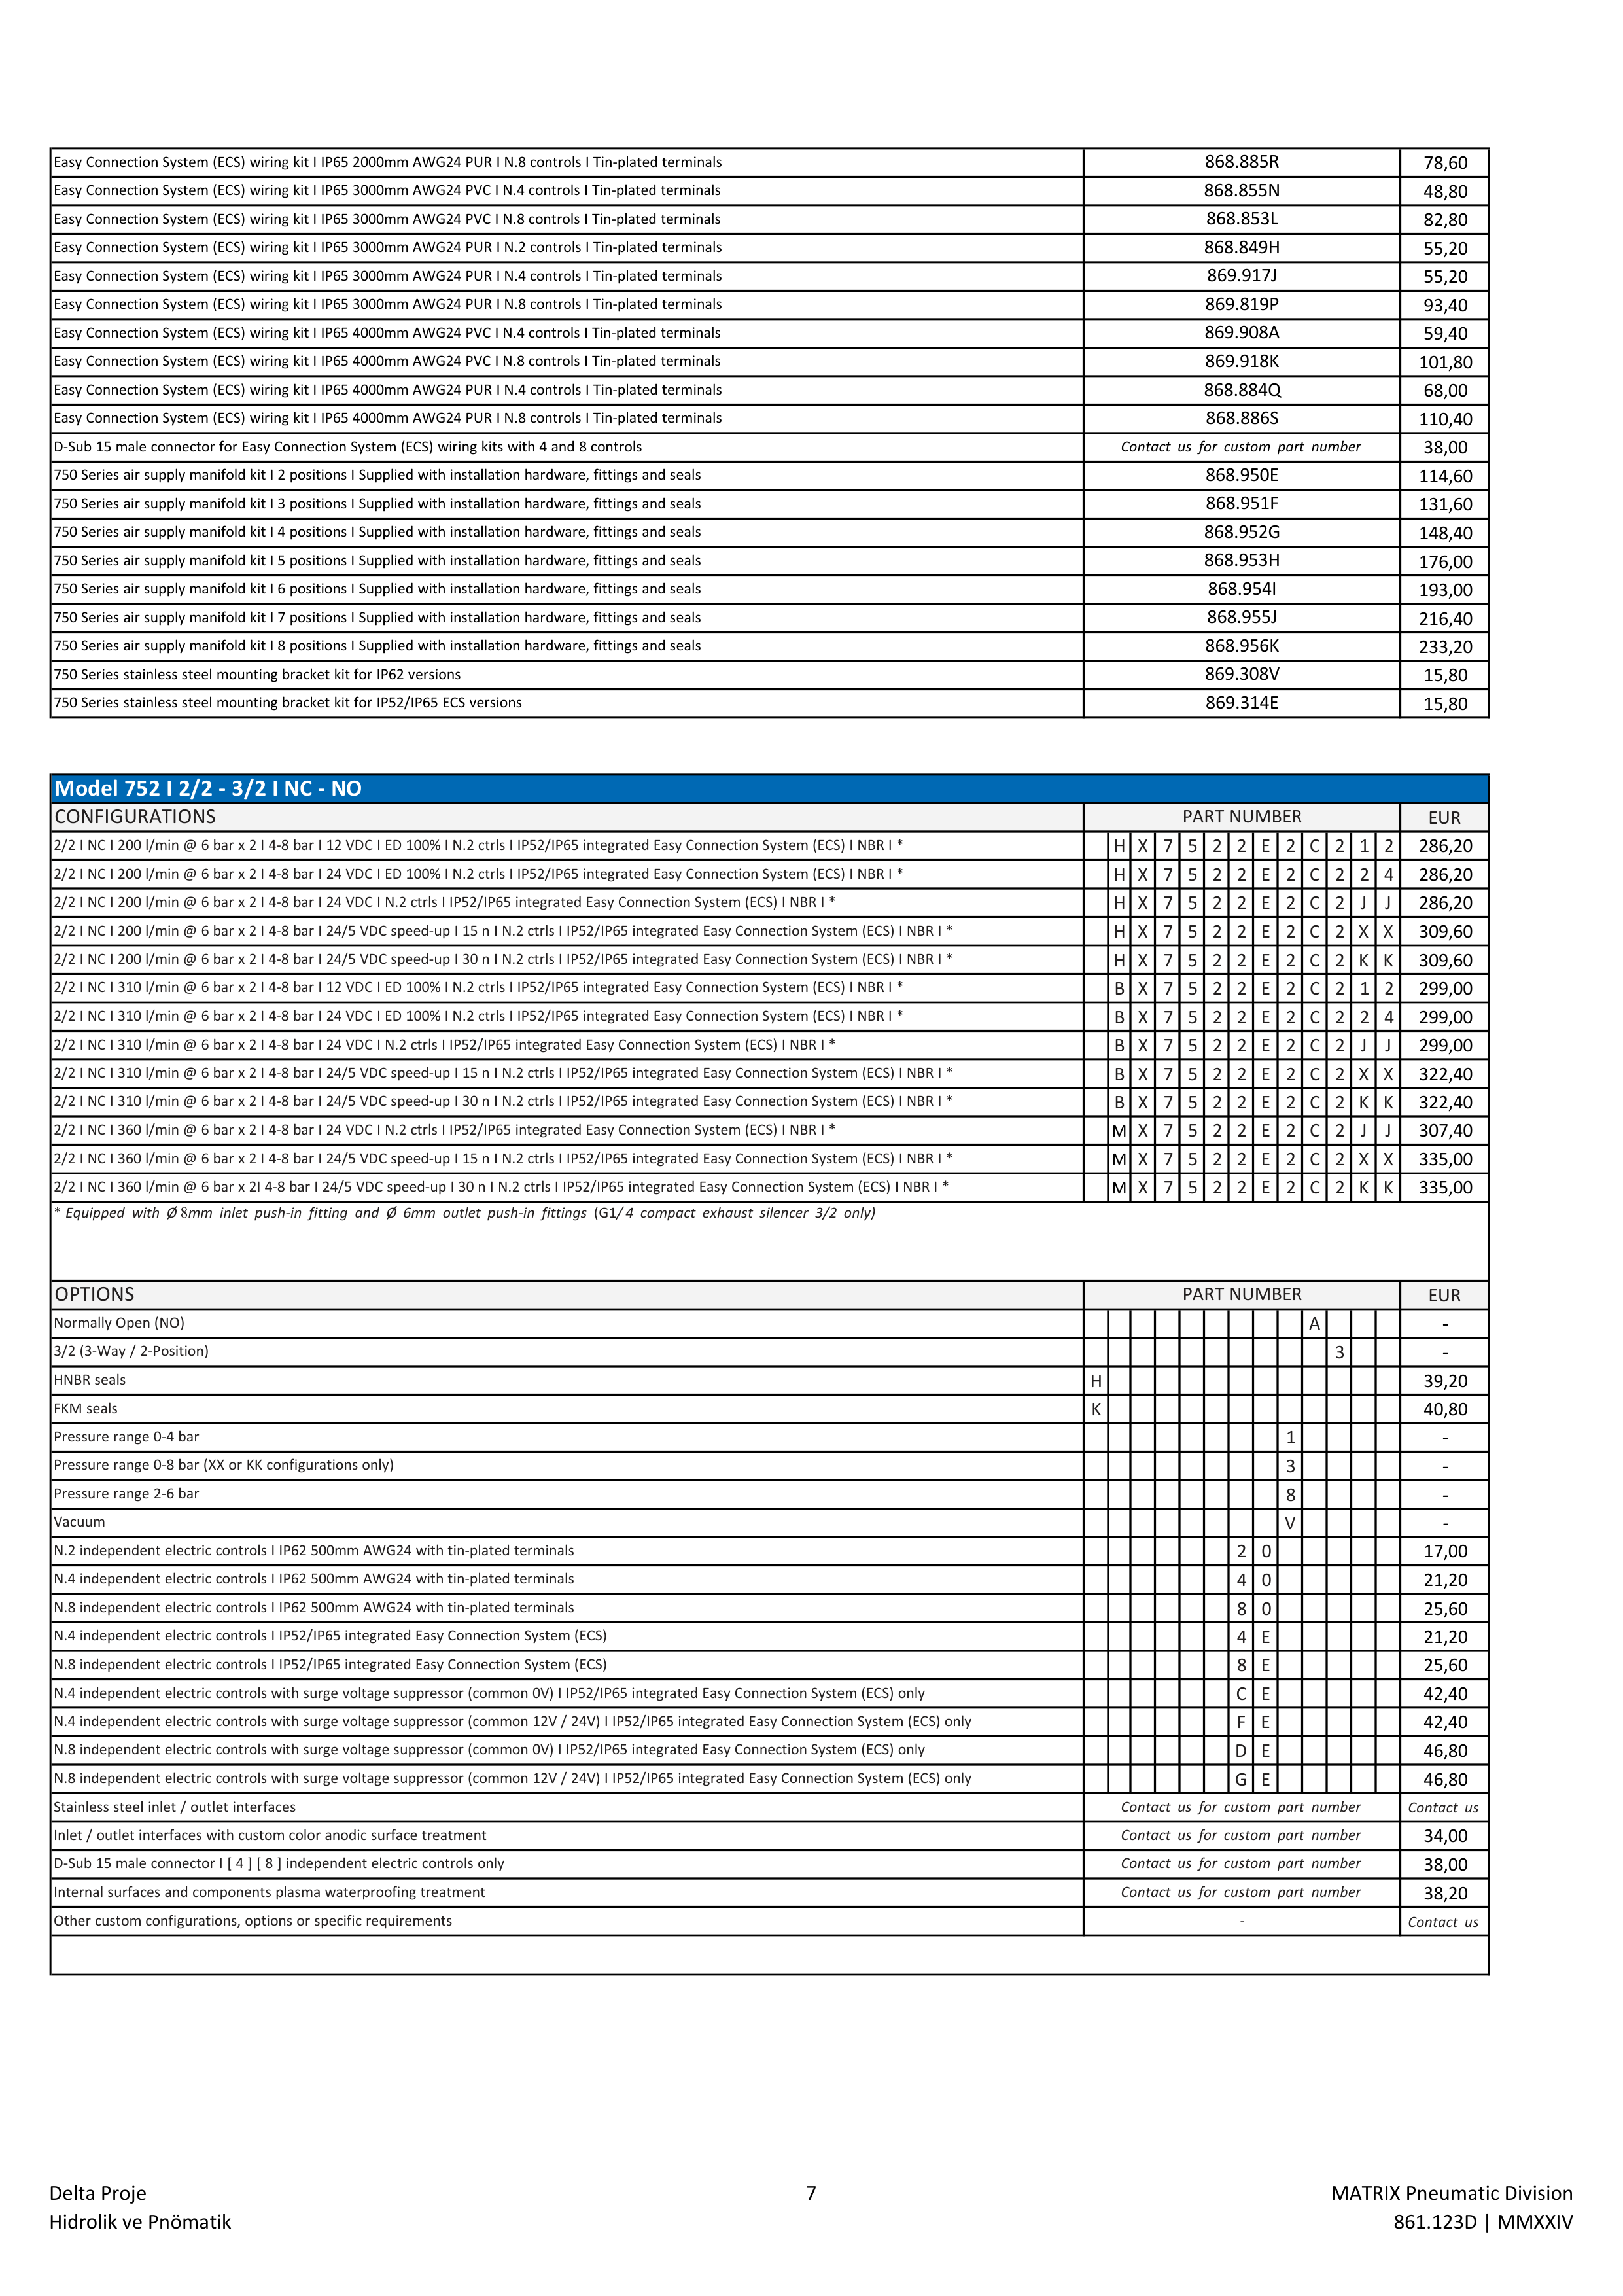 Easy Connection System (ECS) wiring kit I IP65 2000mm AWG24 PUR I N.8 controls I Tin-plated terminals 868.885R 78,60
Easy Connection System (ECS) wiring kit I IP65 3000mm AWG24 PVC I N.4 controls I Tin-plated terminals 868.855N 48,80
Easy Connection System (ECS) wiring kit I IP65 3000mm AWG24 PVC I N.8 controls I Tin-plated terminals 868.853L 82,80
Easy Connection System (ECS) wiring kit I IP65 3000mm AWG24 PUR I N.2 controls I Tin-plated terminals 868.849H 55,20
Easy Connection System (ECS) wiring kit I IP65 3000mm AWG24 PUR I N.4 controls I Tin-plated terminals 869.917J 55,20
Easy Connection System (ECS) wiring kit I IP65 3000mm AWG24 PUR I N.8 controls I Tin-plated terminals 869.819P 93,40
Easy Connection System (ECS) wiring kit I IP65 4000mm AWG24 PVC I N.4 controls I Tin-plated terminals 869.908A 59,40
Easy Connection System (ECS) wiring kit I IP65 4000mm AWG24 PVC I N.8 controls I Tin-plated terminals 869.918K 101,80
Easy Connection System (ECS) wiring kit I IP65 4000mm AWG24 PUR I N.4 controls I Tin-plated terminals 868.884Q 68,00
Easy Connection System (ECS) wiring kit I IP65 4000mm AWG24 PUR I N.8 controls I Tin-plated terminals 868.886S 110,40
D-Sub 15 male connector for Easy Connection System (ECS) wiring kits with 4 and 8 controls Contact us for custom part number 38,00
750 Series air supply manifold kit I 2 positions I Supplied with installation hardware, fittings and seals 868.950E 114,60
750 Series air supply manifold kit I 3 positions I Supplied with installation hardware, fittings and seals 868.951F 131,60
750 Series air supply manifold kit I 4 positions I Supplied with installation hardware, fittings and seals 868.952G 148,40
750 Series air supply manifold kit I 5 positions I Supplied with installation hardware, fittings and seals 868.953H 176,00
750 Series air supply manifold kit I 6 positions I Supplied with installation hardware, fittings and seals 868.954I 193,00
750 Series air supply manifold kit I 7 positions I Supplied with installation hardware, fittings and seals 868.955J 216,40
750 Series air supply manifold kit I 8 positions I Supplied with installation hardware, fittings and seals 868.956K 233,20
750 Series stainless steel mounting bracket kit for IP62 versions 869.308V 15,80
750 Series stainless steel mounting bracket kit for IP52/IP65 ECS versions 869.314E 15,80
Model 752 I 2/2 - 3/2 I NC - NO
CONFIGURATIONS PART NUMBER EUR
2/2 I NC I 200 l/min @ 6 bar x 2 I 4-8 bar I 12 VDC I ED 100% I N.2 ctrls I IP52/IP65 integrated Easy Connection System (ECS) I NBR I * H X 7 5 2 2 E 2 C 2 1 2 286,20
2/2 I NC I 200 l/min @ 6 bar x 2 I 4-8 bar I 24 VDC I ED 100% I N.2 ctrls I IP52/IP65 integrated Easy Connection System (ECS) I NBR I * H X 7 5 2 2 E 2 C 2 2 4 286,20
2/2 I NC I 200 l/min @ 6 bar x 2 I 4-8 bar I 24 VDC I N.2 ctrls I IP52/IP65 integrated Easy Connection System (ECS) I NBR I * H X 7 5 2 2 E 2 C 2 J J 286,20
2/2 I NC I 200 l/min @ 6 bar x 2 I 4-8 bar I 24/5 VDC speed-up I 15 n I N.2 ctrls I IP52/IP65 integrated Easy Connection System (ECS) I NBR I * H X 7 5 2 2 E 2 C 2 X X 309,60
2/2 I NC I 200 l/min @ 6 bar x 2 I 4-8 bar I 24/5 VDC speed-up I 30 n I N.2 ctrls I IP52/IP65 integrated Easy Connection System (ECS) I NBR I * H X 7 5 2 2 E 2 C 2 K K 309,60
2/2 I NC I 310 l/min @ 6 bar x 2 I 4-8 bar I 12 VDC I ED 100% I N.2 ctrls I IP52/IP65 integrated Easy Connection System (ECS) I NBR I * B X 7 5 2 2 E 2 C 2 1 2 299,00
2/2 I NC I 310 l/min @ 6 bar x 2 I 4-8 bar I 24 VDC I ED 100% I N.2 ctrls I IP52/IP65 integrated Easy Connection System (ECS) I NBR I * B X 7 5 2 2 E 2 C 2 2 4 299,00
2/2 I NC I 310 l/min @ 6 bar x 2 I 4-8 bar I 24 VDC I N.2 ctrls I IP52/IP65 integrated Easy Connection System (ECS) I NBR I * B X 7 5 2 2 E 2 C 2 J J 299,00
2/2 I NC I 310 l/min @ 6 bar x 2 I 4-8 bar I 24/5 VDC speed-up I 15 n I N.2 ctrls I IP52/IP65 integrated Easy Connection System (ECS) I NBR I * B X 7 5 2 2 E 2 C 2 X X 322,40
2/2 I NC I 310 l/min @ 6 bar x 2 I 4-8 bar I 24/5 VDC speed-up I 30 n I N.2 ctrls I IP52/IP65 integrated Easy Connection System (ECS) I NBR I * B X 7 5 2 2 E 2 C 2 K K 322,40
2/2 I NC I 360 l/min @ 6 bar x 2 I 4-8 bar I 24 VDC I N.2 ctrls I IP52/IP65 integrated Easy Connection System (ECS) I NBR I * M X 7 5 2 2 E 2 C 2 J J 307,40
2/2 I NC I 360 l/min @ 6 bar x 2 I 4-8 bar I 24/5 VDC speed-up I 15 n I N.2 ctrls I IP52/IP65 integrated Easy Connection System (ECS) I NBR I * M X 7 5 2 2 E 2 C 2 X X 335,00
2/2 I NC I 360 l/min @ 6 bar x 2I 4-8 bar I 24/5 VDC speed-up I 30 n I N.2 ctrls I IP52/IP65 integrated Easy Connection System (ECS) I NBR I * M X 7 5 2 2 E 2 C 2 K K 335,00
* Equipped with Ø 8mm inlet push-in fitting and Ø 6mm outlet push-in fittings (G1/4 compact exhaust silencer 3/2 only)
OPTIONS PART NUMBER EUR
Normally Open (NO) A -
3/2 (3-Way / 2-Position) 3 -
HNBR seals H 39,20
FKM seals K 40,80
Pressure range 0-4 bar 1 -
Pressure range 0-8 bar (XX or KK configurations only) 3 -
Pressure range 2-6 bar 8 -
Vacuum V -
N.2 independent electric controls I IP62 500mm AWG24 with tin-plated terminals 2 0 17,00
N.4 independent electric controls I IP62 500mm AWG24 with tin-plated terminals 4 0 21,20
N.8 independent electric controls I IP62 500mm AWG24 with tin-plated terminals 8 0 25,60
N.4 independent electric controls I IP52/IP65 integrated Easy Connection System (ECS) 4 E 21,20
N.8 independent electric controls I IP52/IP65 integrated Easy Connection System (ECS) 8 E 25,60
N.4 independent electric controls with surge voltage suppressor (common 0V) I IP52/IP65 integrated Easy Connection System (ECS) only C E 42,40
N.4 independent electric controls with surge voltage suppressor (common 12V / 24V) I IP52/IP65 integrated Easy Connection System (ECS) only F E 42,40
N.8 independent electric controls with surge voltage suppressor (common 0V) I IP52/IP65 integrated Easy Connection System (ECS) only D E 46,80
N.8 independent electric controls with surge voltage suppressor (common 12V / 24V) I IP52/IP65 integrated Easy Connection System (ECS) only G E 46,80
Stainless steel inlet / outlet interfaces Contact us for custom part number Contact us
Inlet / outlet interfaces with custom color anodic surface treatment Contact us for custom part number 34,00
D-Sub 15 male connector I [ 4 ] [ 8 ] independent electric controls only Contact us for custom part number 38,00
Internal surfaces and components plasma waterproofing treatment Contact us for custom part number 38,20
Other custom configurations, options or specific requirements - Contact us
Delta Proje 7 MATRIX Pneumatic Division
Hidrolik ve Pnömatik 861.123D | MMXXIV